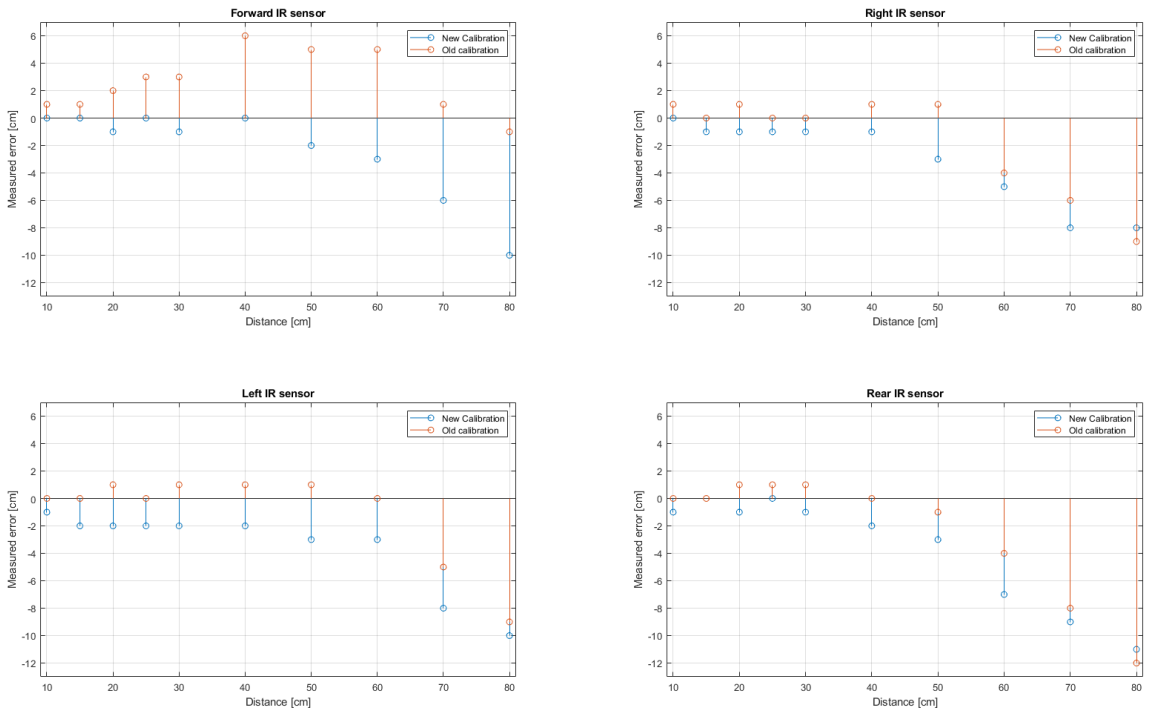 Forward IR sensor
New Calibration
Old calibration
6
4
2
0
-2
-4
-6
-8
-10
-12
Measured error [cm]
10 20 30 40 50 60 70 80
Distance [cm]
Right IR sensor
New Calibration
Old calibration
6
4
2
0
-2
-4
-6
-8
-10
-12
Measured error [cm]
10 20 30 40 50 60 70 80
Distance [cm]
Left IR sensor
New Calibration
Old calibration
6
4
2
0
-2
-4
-6
-8
-10
-12
Measured error [cm]
10 20 30 40 50 60 70 80
Distance [cm]
Rear IR sensor
New Calibration
Old calibration
6
4
2
0
-2
-4
-6
-8
-10
-12
Measured error [cm]
10 20 30 40 50 60 70 80
Distance [cm]